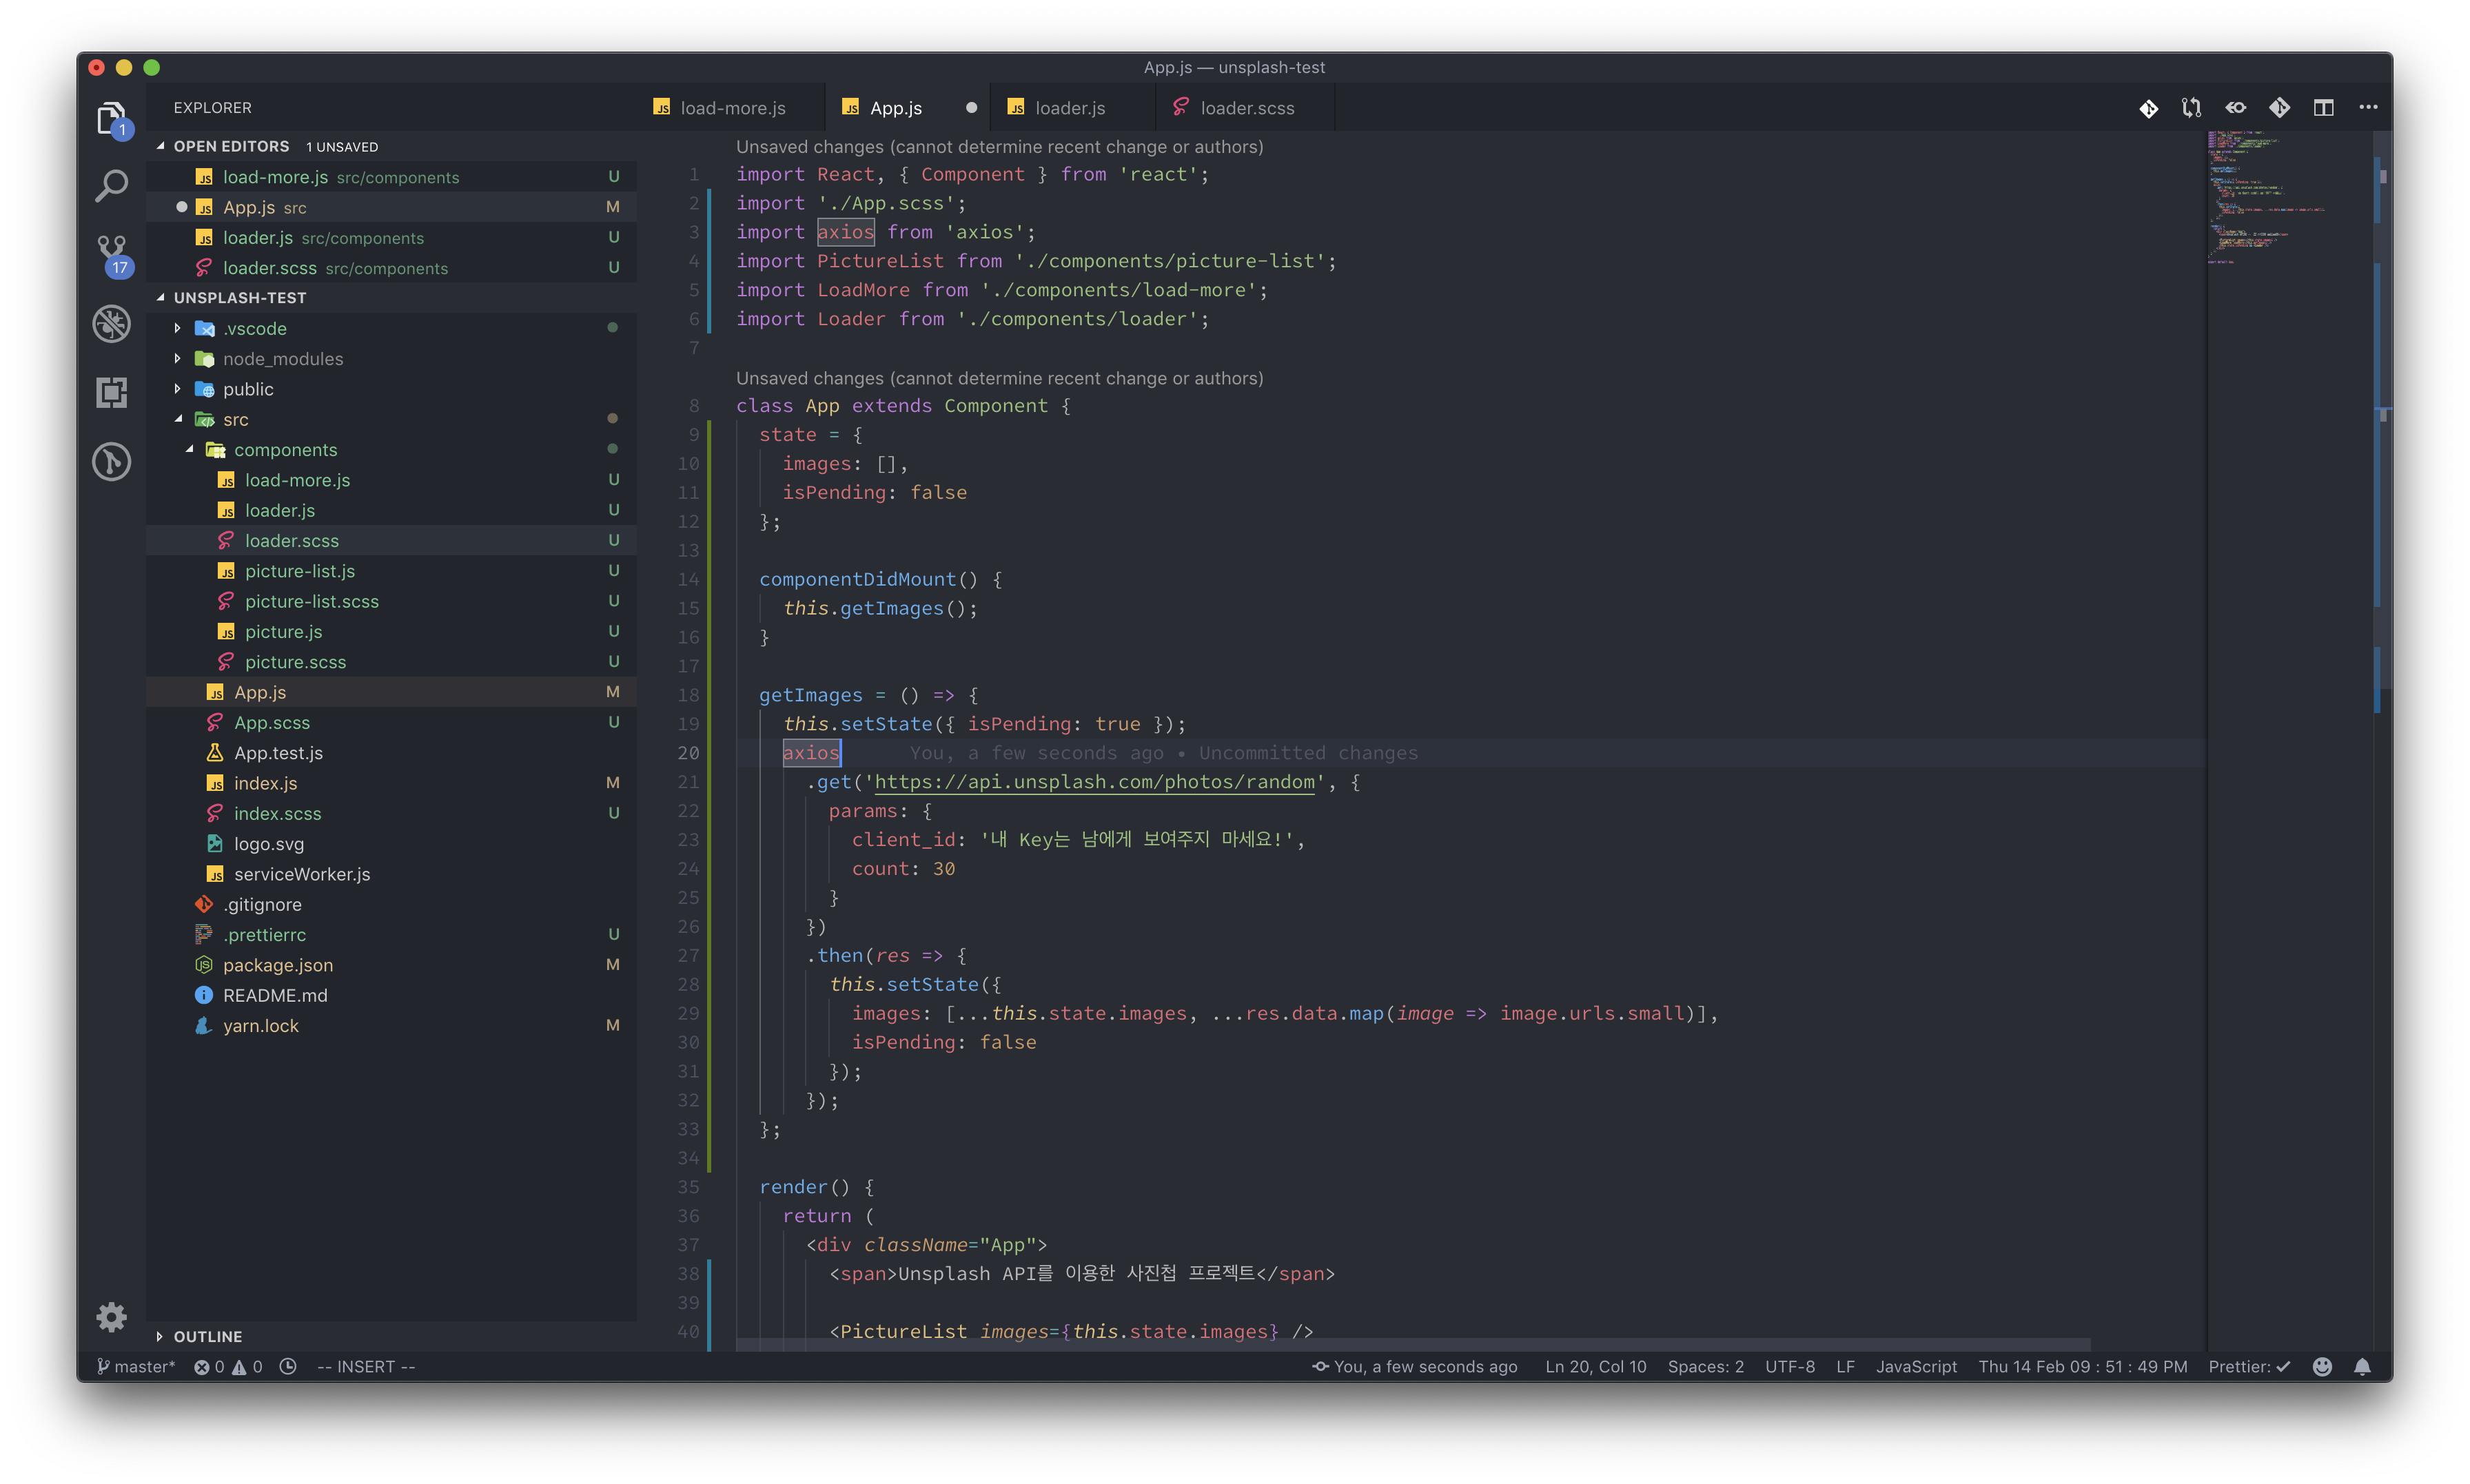 App.js — unsplash-test
EXPLORER
load-more.js
App.js
loader.js
loader.scss
1
17
OPEN EDITORS 1 UNSAVED
load-more.js src/components U
App.js src M
loader.js src/components U
loader.scss src/components U
UNSPLASH-TEST
.vscode
node_modules
public
src
components
load-more.js U
loader.js U
loader.scss U
picture-list.js U
picture-list.scss U
picture.js U
picture.scss U
App.js M
App.scss U
App.test.js
index.js M
index.scss U
logo.svg
serviceWorker.js
.gitignore
.prettierrc U
package.json M
README.md
yarn.lock M
OUTLINE
Unsaved changes (cannot determine recent change or authors)
1 import React, { Component } from 'react';
2 import './App.scss';
3 import axios from 'axios';
4 import PictureList from './components/picture-list';
5 import LoadMore from './components/load-more';
6 import Loader from './components/loader';
7
Unsaved changes (cannot determine recent change or authors)
8 class App extends Component {
9 state = {
10 images: [],
11 isPending: false
12 };
13
14 componentDidMount() {
15 this.getImages();
16 }
17
18 getImages = () => {
19 this.setState({ isPending: true });
20 axios You, a few seconds ago • Uncommitted changes
21 .get('https://api.unsplash.com/photos/random', {
22 params: {
23 client_id: '내 Key는 남에게 보여주지 마세요!',
24 count: 30
25 }
26 })
27 .then(res => {
28 this.setState({
29 images: [...this.state.images, ...res.data.map(image => image.urls.small)],
30 isPending: false
31 });
32 });
33 };
34
35 render() {
36 return (
37 <div className="App">
38 <span>Unsplash API를 이용한 사진첩 프로젝트</span>
39
40 <PictureList images={this.state.images} />
master* 0 0 -- INSERT -- You, a few seconds ago Ln 20, Col 10 Spaces: 2 UTF-8 LF JavaScript Thu 14 Feb 09 : 51 : 49 PM Prettier: ✓